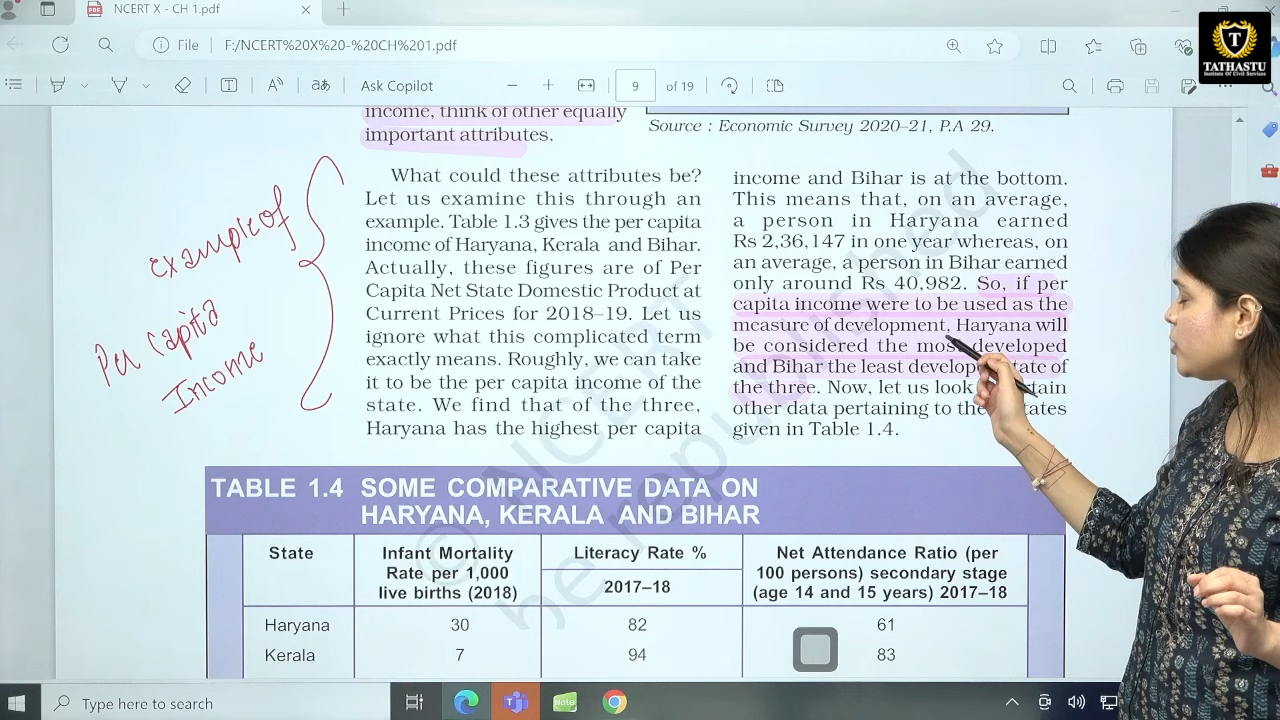 NCERT X - CH 1.pdf
File F:/NCERT%20X%20-%20CH%201.pdf
T
TATHASTU
Institute Of Civil Services
Ask Copilot
9 of 19
income, think of other equally
important attributes.
Source : Economic Survey 2020–21, P.A 29.
Example of
Per Capita
Income
What could these attributes be?
Let us examine this through an
example. Table 1.3 gives the per capita
income of Haryana, Kerala and Bihar.
Actually, these figures are of Per
Capita Net State Domestic Product at
Current Prices for 2018–19. Let us
ignore what this complicated term
exactly means. Roughly, we can take
it to be the per capita income of the
state. We find that of the three,
Haryana has the highest per capita
income and Bihar is at the bottom.
This means that, on an average,
a person in Haryana earned
Rs 2,36,147 in one year whereas, on
an average, a person in Bihar earned
only around Rs 40,982. So, if per
capita income were to be used as the
measure of development, Haryana will
be considered the most developed
and Bihar the least of
the three. Now, let us look
other data pertaining to
given in Table 1.4.
© NCERT
be republished
TABLE 1.4 SOME COMPARATIVE DATA ON
HARYANA, KERALA AND BIHAR
State
Infant Mortality
Rate per 1,000
live births (2018)
Literacy Rate %
2017–18
Net Attendance Ratio (per
100 persons) secondary stage
(age 14 and 15 years) 2017–18
Haryana 30 82 61
Kerala 7 94 83
Type here to search
Note